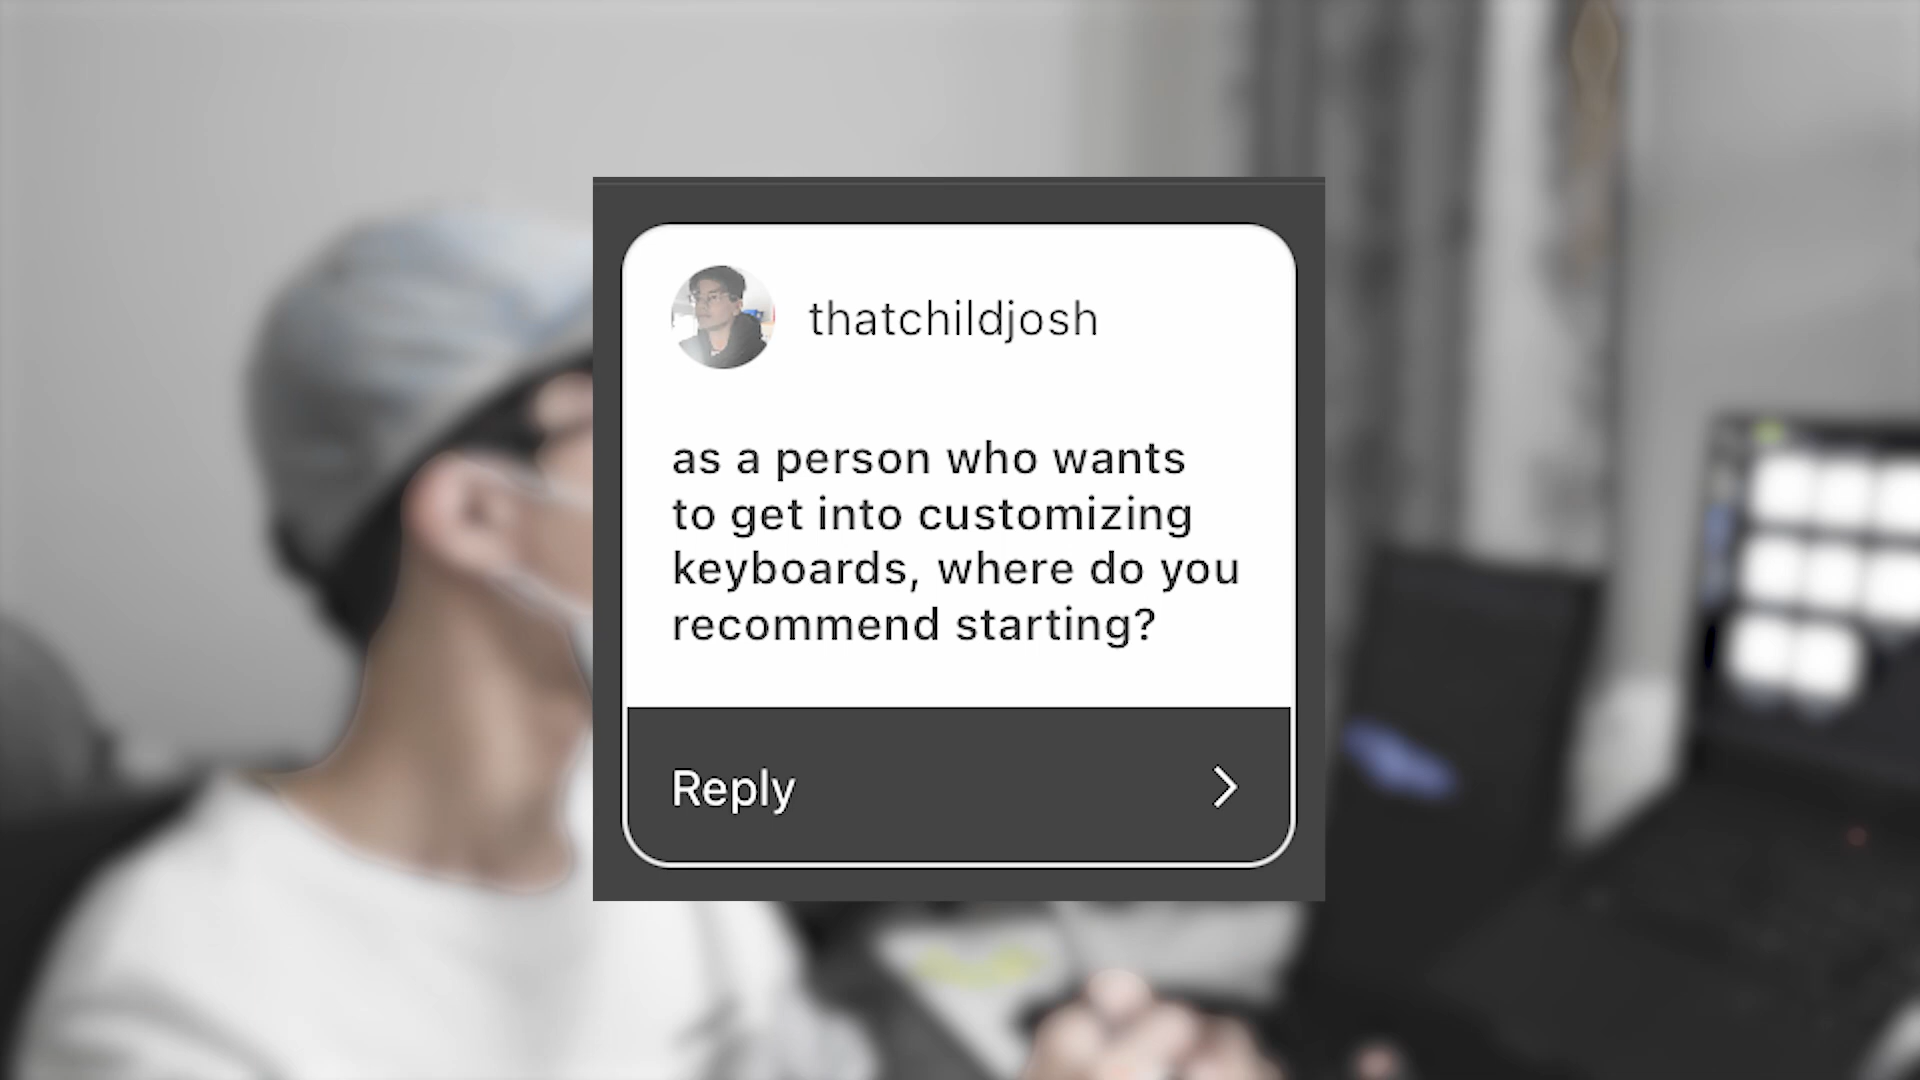 thatchildjosh
as a person who wants
to get into customizing
keyboards, where do you
recommend starting?
Reply